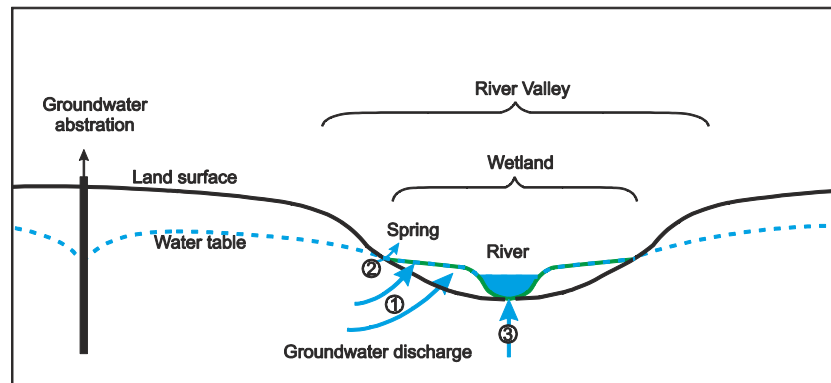 River Valley
Groundwater
abstration
Wetland
Land surface
Spring
Water table
River
②
①
③
Groundwater discharge